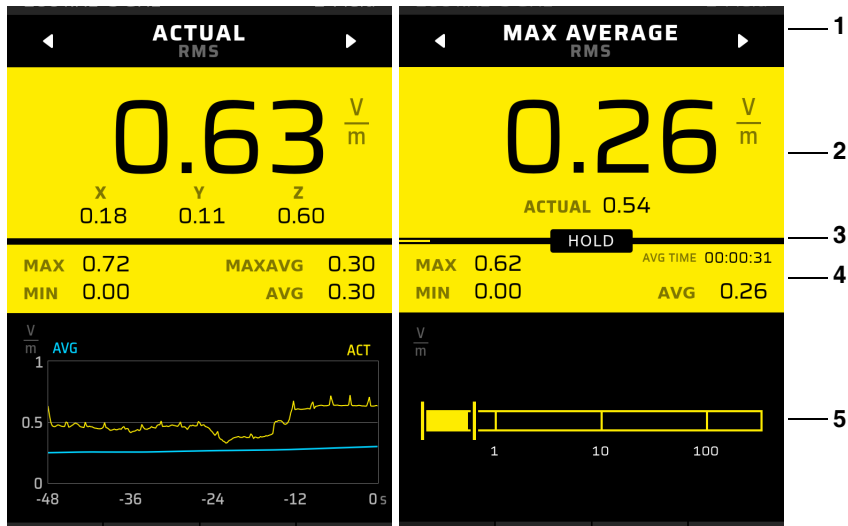 ACTUAL
RMS
0.63 V/m
X Y Z
0.18 0.11 0.60
MAX 0.72 MAXAVG 0.30
MIN 0.00 AVG 0.30
V/m
AVG ACT
1
0.5
0
-48 -36 -24 -12 0 s
MAX AVERAGE
RMS
0.26 V/m
ACTUAL 0.54
HOLD
MAX 0.62 AVG TIME 00:00:31
MIN 0.00 AVG 0.26
V/m
1 10 100
1
2
3
4
5